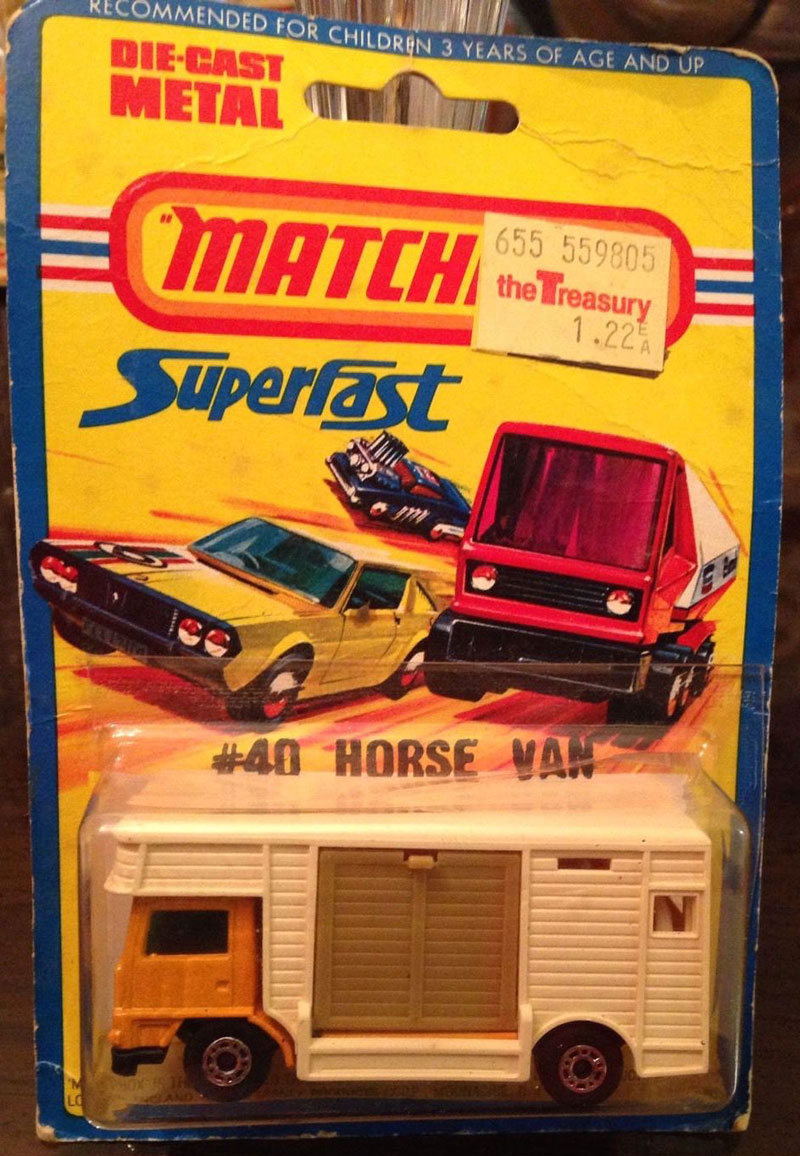 RECOMMENDED FOR CHILDREN 3 YEARS OF AGE AND UP
DIE-CAST
METAL
"MATCH
655 559805
the Treasury
1.22 E
A
Superfast
#40 HORSE VAN